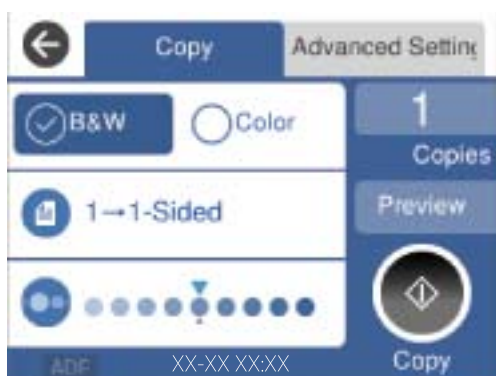 Copy
Advanced Setting
B&W
Color
1
Copies
1→1-Sided
Preview
ADF
XX-XX XX:XX
Copy